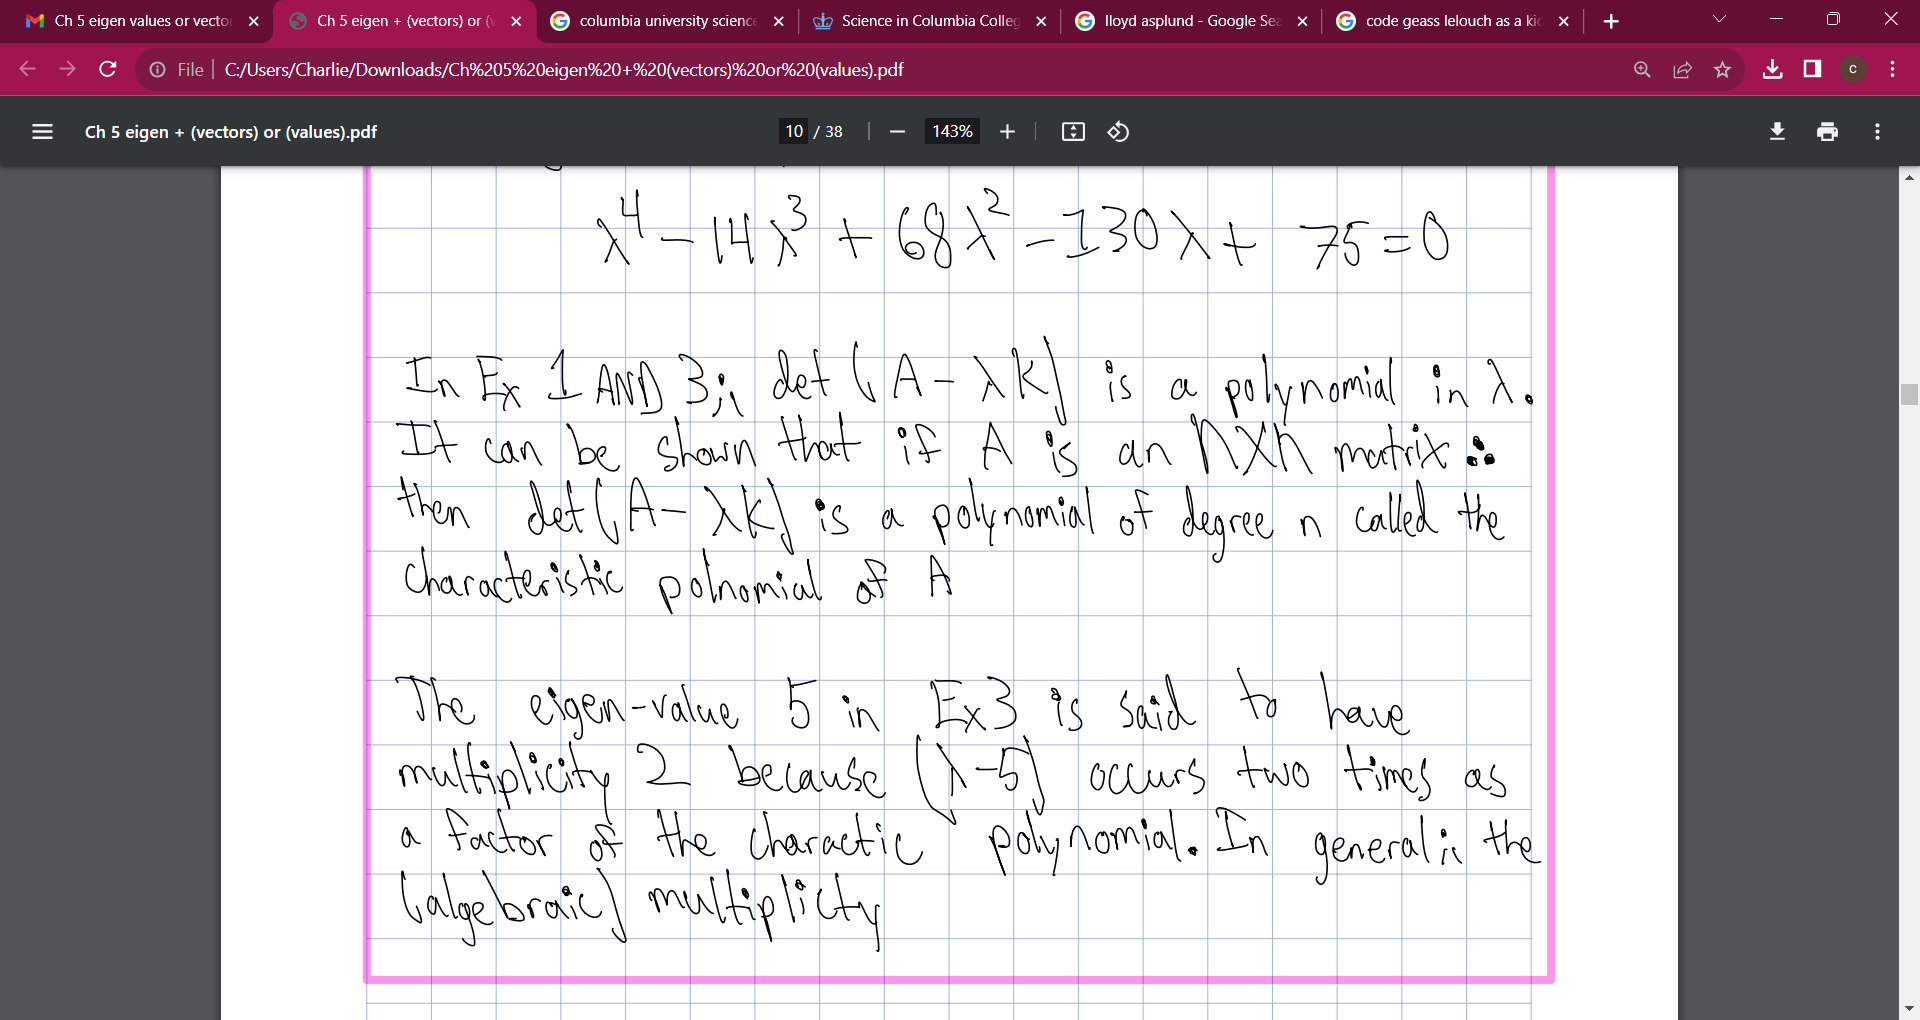 Ch 5 eigen values or vector
Ch 5 eigen + (vectors) or (v
columbia university science
Science in Columbia Colleg
lloyd asplund - Google Sea
code geass lelouch as a kid
File
C:/Users/Charlie/Downloads/Ch%205%20eigen%20+%20(vectors)%20or%20(values).pdf
c
Ch 5 eigen + (vectors) or (values).pdf
10 / 38
143%
λ⁴ - 14λ³ + 68λ² - 130λ + 75 = 0
In Ex 1 AND 3;, det (A - λK) is a polynomial in λ.
It can be shown that if A is an nxn matrix ∴
then det(A - λK) is a polynomial of degree n called the
characteristic polnomial of A
The eigen-value 5 in Ex3 is said to have
multiplicity 2 because (λ-5) occurs two times as
a factor of the charactic polynomial. In general;, the
(algebraic) multiplicty